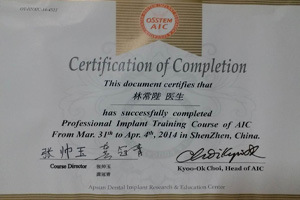 OSSTEM
AIC
Certification of Completion
This document certifies that
林常陞 医生
has successfully completed
Professional Implant Training Course of AIC
From Mar. 31th to Apr. 4th, 2014 in ShenZhen, China.
Course Director
Kyoo-Ok Choi, Head of AIC
Apsun Dental Implant Research & Education Center